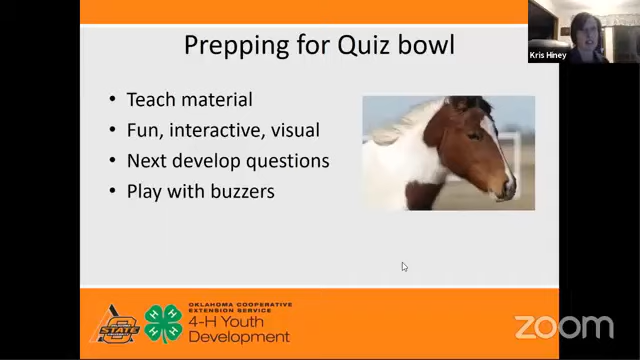 Prepping for Quiz bowl
Kris Hiney
• Teach material
• Fun, interactive, visual
• Next develop questions
• Play with buzzers
STATE
H H H H
OKLAHOMA COOPERATIVE
EXTENSION SERVICE
4-H Youth
Development
zoom